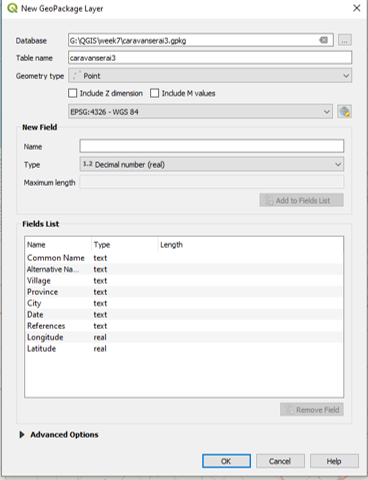 New GeoPackage Layer
Database G:\QGIS\week7\caravanserai3.gpkg ...
Table name caravanserai3
Geometry type Point
Include Z dimension Include M values
EPSG:4326 - WGS 84
New Field
Name
Type 1.2 Decimal number (real)
Maximum length
Add to Fields List
Fields List
Name Type Length
Common Name text
Alternative Na... text
Village text
Province text
City text
Date text
References text
Longitude real
Latitude real
Remove Field
Advanced Options
OK Cancel Help